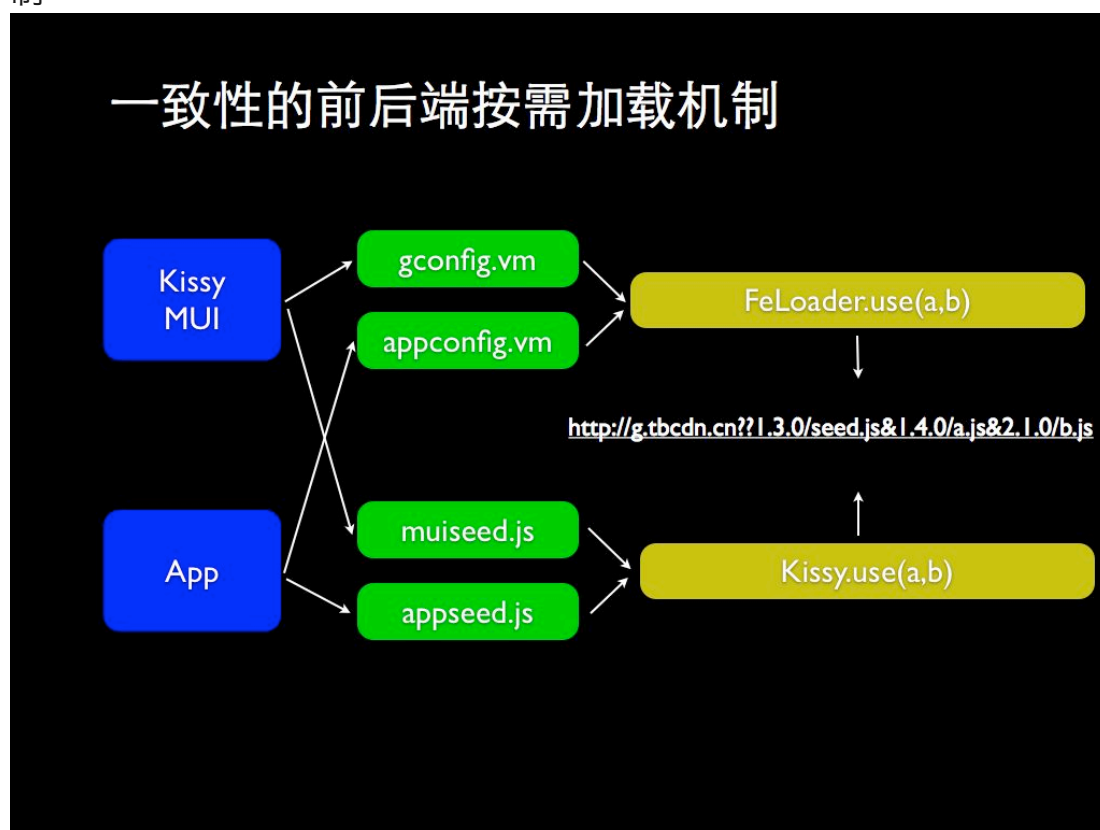 一致性的前后端按需加载机制
Kissy
MUI
gconfig.vm
appconfig.vm
FeLoader.use(a,b)
http://g.tbcdn.cn??1.3.0/seed.js&1.4.0/a.js&2.1.0/b.js
App
muiseed.js
appseed.js
Kissy.use(a,b)